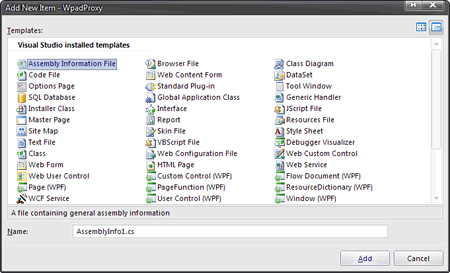 Add New Item - WpadProxy
Templates:
Visual Studio installed templates
Assembly Information File Browser File Class Diagram
Code File Web Content Form DataSet
Options Page Standard Plug-in Tool Window
SQL Database Global Application Class Generic Handler
Installer Class Interface JScript File
Master Page Report Resources File
Site Map Skin File Style Sheet
Text File VBScript File Debugger Visualizer
Class Web Configuration File Web Custom Control
Web Form HTML Page Web Service
Web User Control Custom Control (WPF) Flow Document (WPF)
Page (WPF) PageFunction (WPF) ResourceDictionary (WPF)
WCF Service User Control (WPF) Window (WPF)
A file containing general assembly information
Name: AssemblyInfo1.cs
Add Cancel